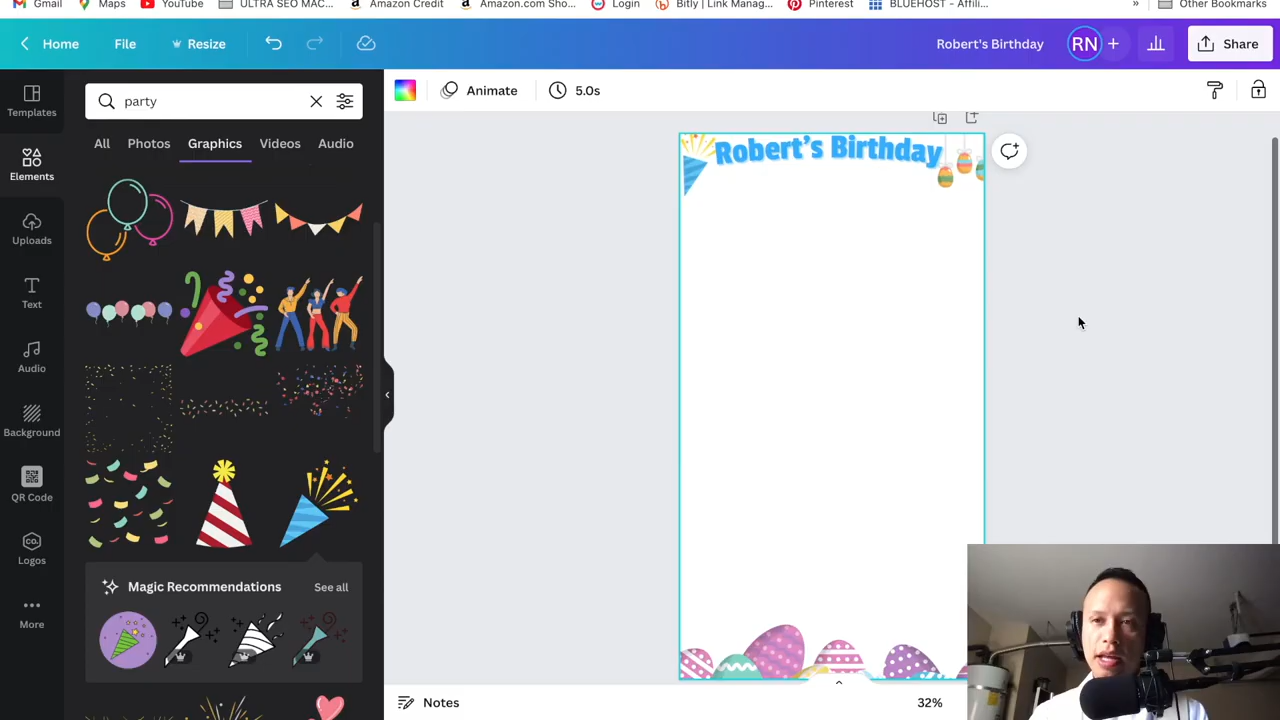 Gmail
Maps
YouTube
ULTRA SEO MAC...
Amazon Credit
Amazon.com Sho...
Login
Bitly | Link Manag...
Pinterest
BLUEHOST - Affili...
»
Other Bookmarks
Home
File
Resize
Robert's Birthday
RN
+
Share
Templates
party
Animate
5.0s
All
Photos
Graphics
Videos
Audio
Elements
Robert's Birthday
Uploads
Text
Audio
Background
QR Code
Co.
Logos
Magic Recommendations
See all
More
Notes
32%